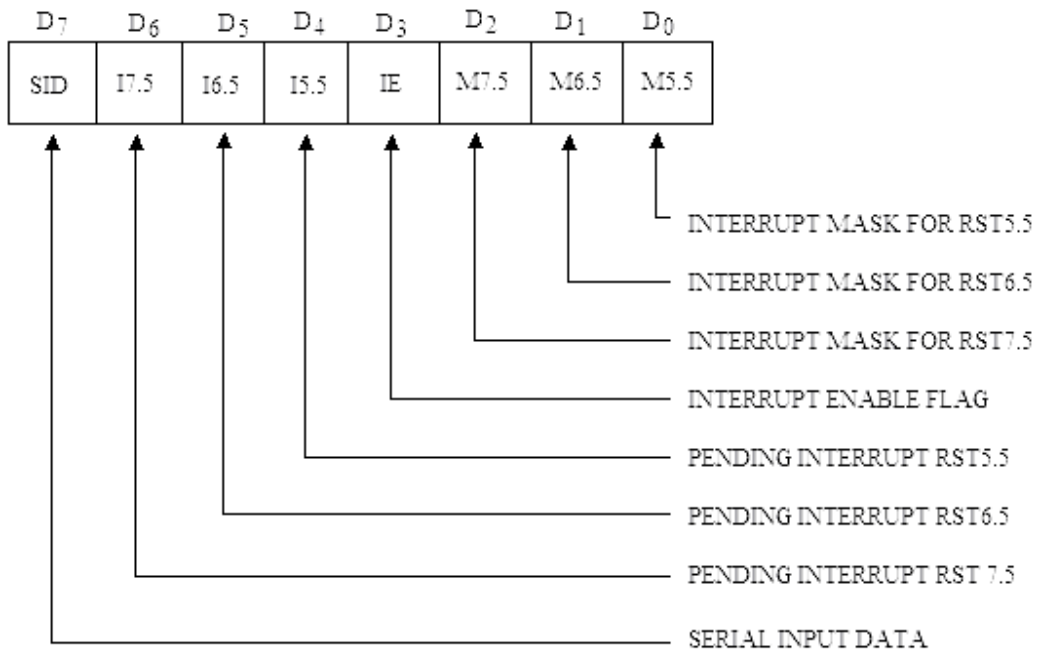 D7 D6 D5 D4 D3 D2 D1 D0
SID I7.5 I6.5 I5.5 IE M7.5 M6.5 M5.5
INTERRUPT MASK FOR RST5.5
INTERRUPT MASK FOR RST6.5
INTERRUPT MASK FOR RST7.5
INTERRUPT ENABLE FLAG
PENDING INTERRUPT RST5.5
PENDING INTERRUPT RST6.5
PENDING INTERRUPT RST 7.5
SERIAL INPUT DATA